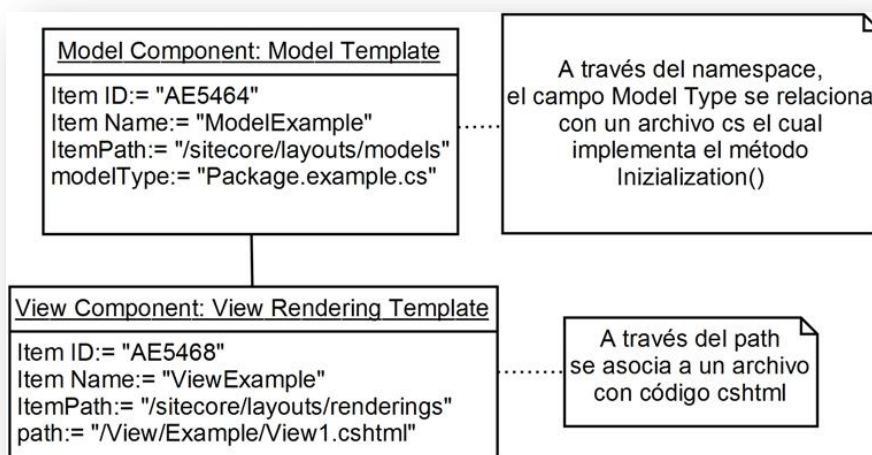 Model Component: Model Template
Item ID:= "AE5464"
Item Name:= "ModelExample"
ItemPath:= "/sitecore/layouts/models"
modelType:= "Package.example.cs"
A través del namespace,
el campo Model Type se relaciona
con un archivo cs el cual
implementa el método
Inizialization()
View Component: View Rendering Template
Item ID:= "AE5468"
Item Name:= "ViewExample"
ItemPath:= "/sitecore/layouts/renderings"
path:= "/View/Example/View1.cshtml"
A través del path
se asocia a un archivo
con código cshtml